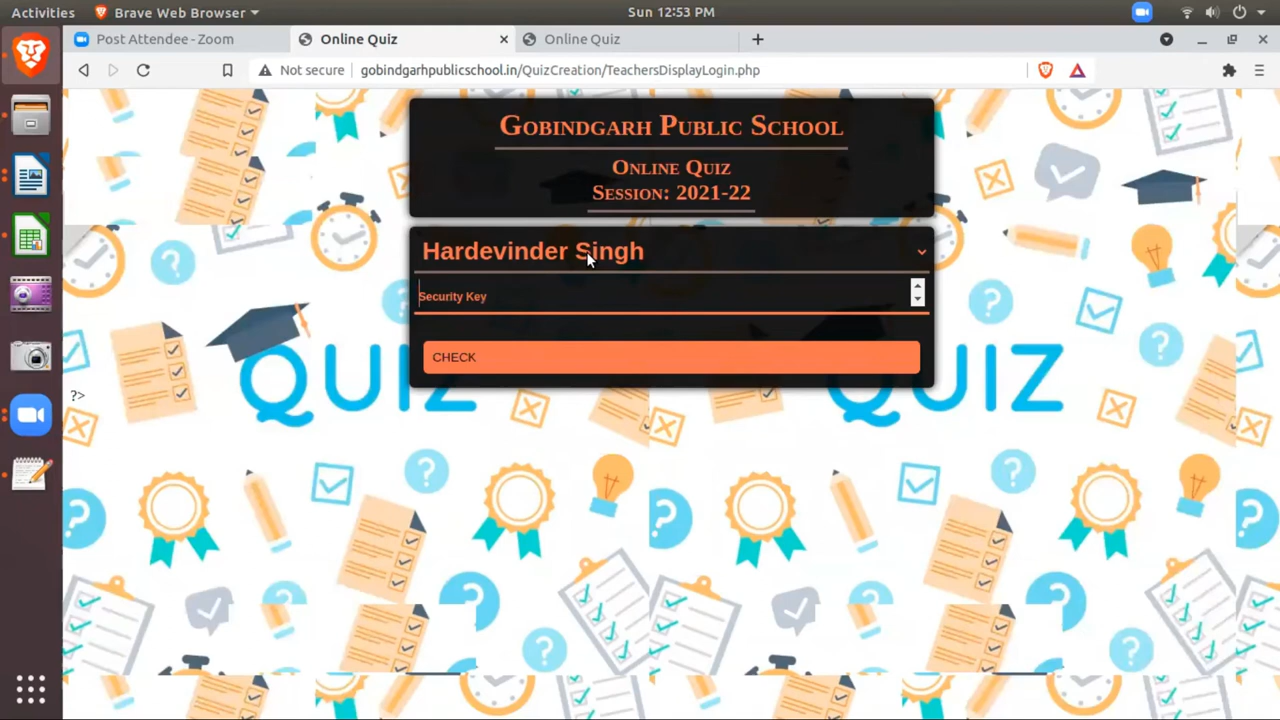 Activities
Brave Web Browser
Sun 12:53 PM
Post Attendee - Zoom
Online Quiz
Online Quiz
Not secure
gobindgarhpublicschool.in/QuizCreation/TeachersDisplayLogin.php
Gobindgarh Public School
Online Quiz
Session: 2021-22
Hardevinder Singh
Security Key
CHECK
?>
QUIZ
QUIZ